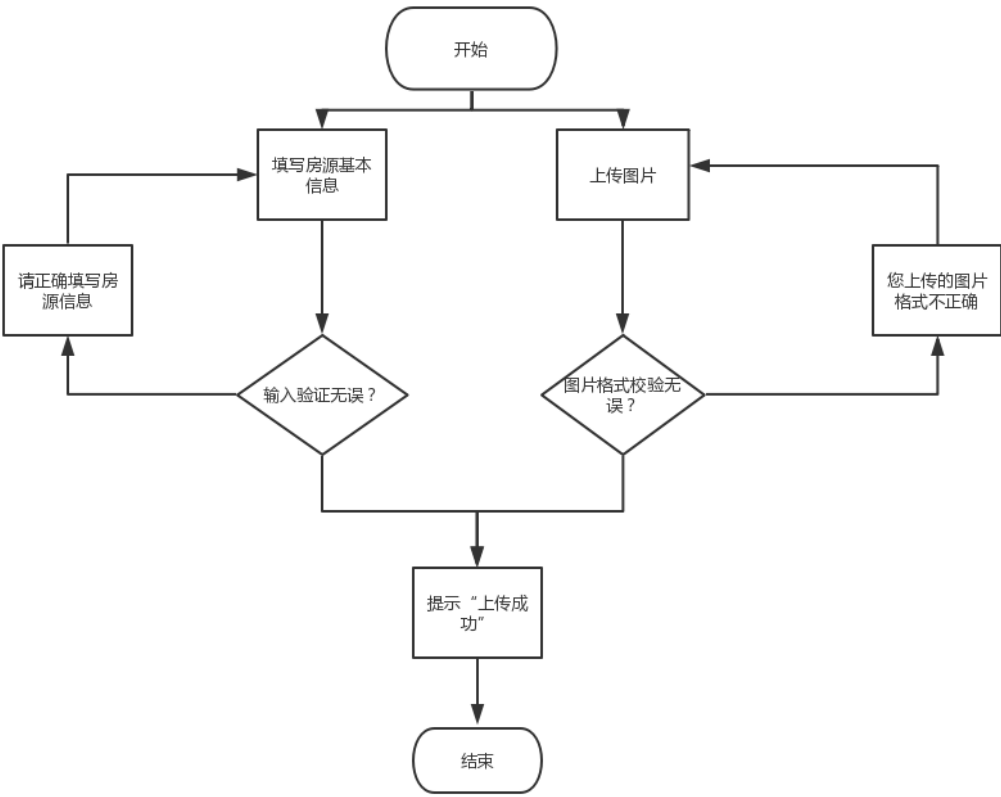 开始
填写房源基本
信息
上传图片
请正确填写房
源信息
您上传的图片
格式不正确
输入验证无误？
图片格式校验无
误？
提示“上传成
功”
结束